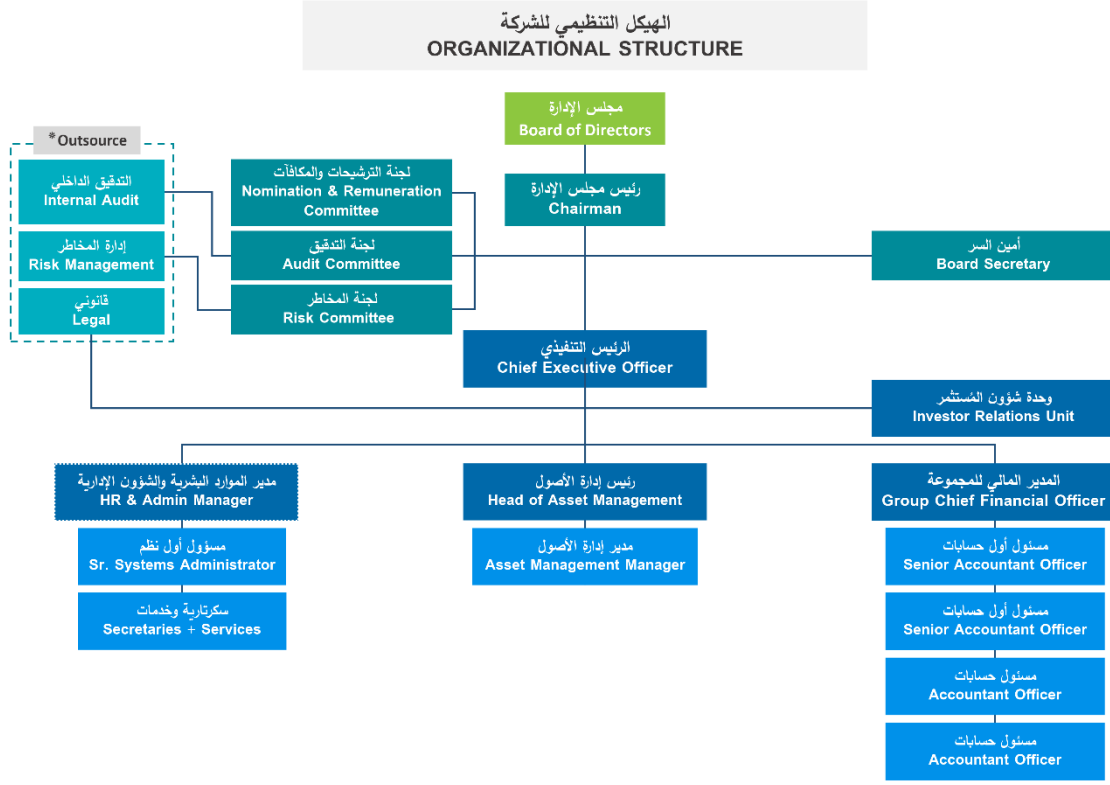 الهيكل التنظيمي للشركة
ORGANIZATIONAL STRUCTURE
مجلس الإدارة
Board of Directors
*Outsource
التدقيق الداخلي
Internal Audit
إدارة المخاطر
Risk Management
قانوني
Legal
لجنة الترشيحات والمكافآت
Nomination & Remuneration
Committee
لجنة التدقيق
Audit Committee
لجنة المخاطر
Risk Committee
رئيس مجلس الإدارة
Chairman
أمين السر
Board Secretary
الرئيس التنفيذي
Chief Executive Officer
وحدة شؤون المُستثمر
Investor Relations Unit
مدير الموارد البشرية والشؤون الإدارية
HR & Admin Manager
مسؤول أول نظم
Sr. Systems Administrator
سكرتارية وخدمات
Secretaries + Services
رئيس إدارة الأصول
Head of Asset Management
مدير إدارة الأصول
Asset Management Manager
المدير المالي للمجموعة
Group Chief Financial Officer
مسئول أول حسابات
Senior Accountant Officer
مسئول أول حسابات
Senior Accountant Officer
مسئول حسابات
Accountant Officer
مسئول حسابات
Accountant Officer